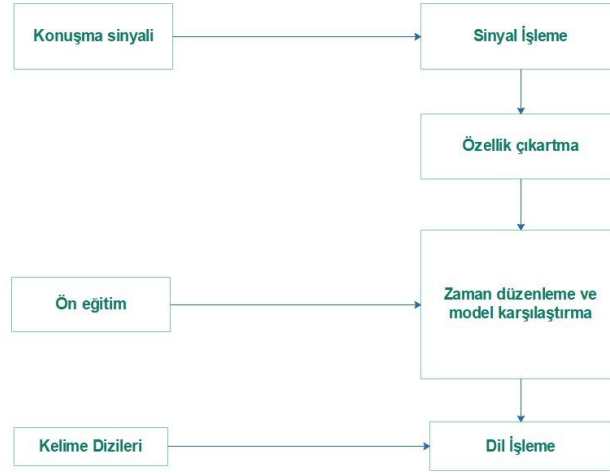 Konuşma sinyali
Sinyal İşleme
Özellik çıkartma
Ön eğitim
Zaman düzenleme ve
model karşılaştırma
Kelime Dizileri
Dil İşleme